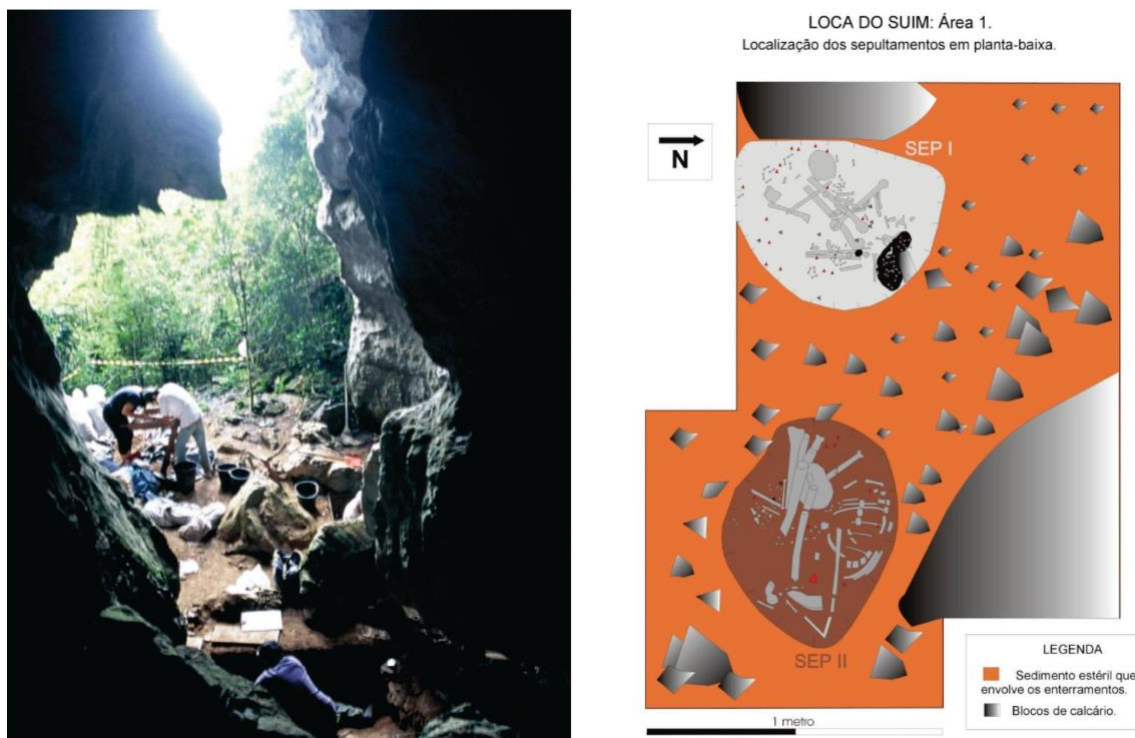 LOCA DO SUIM: Área 1.
Localização dos sepultamentos em planta-baixa.
N
SEP I
SEP II
LEGENDA
Sedimento estéril que
envolve os enterramentos.
Blocos de calcário.
1 metro